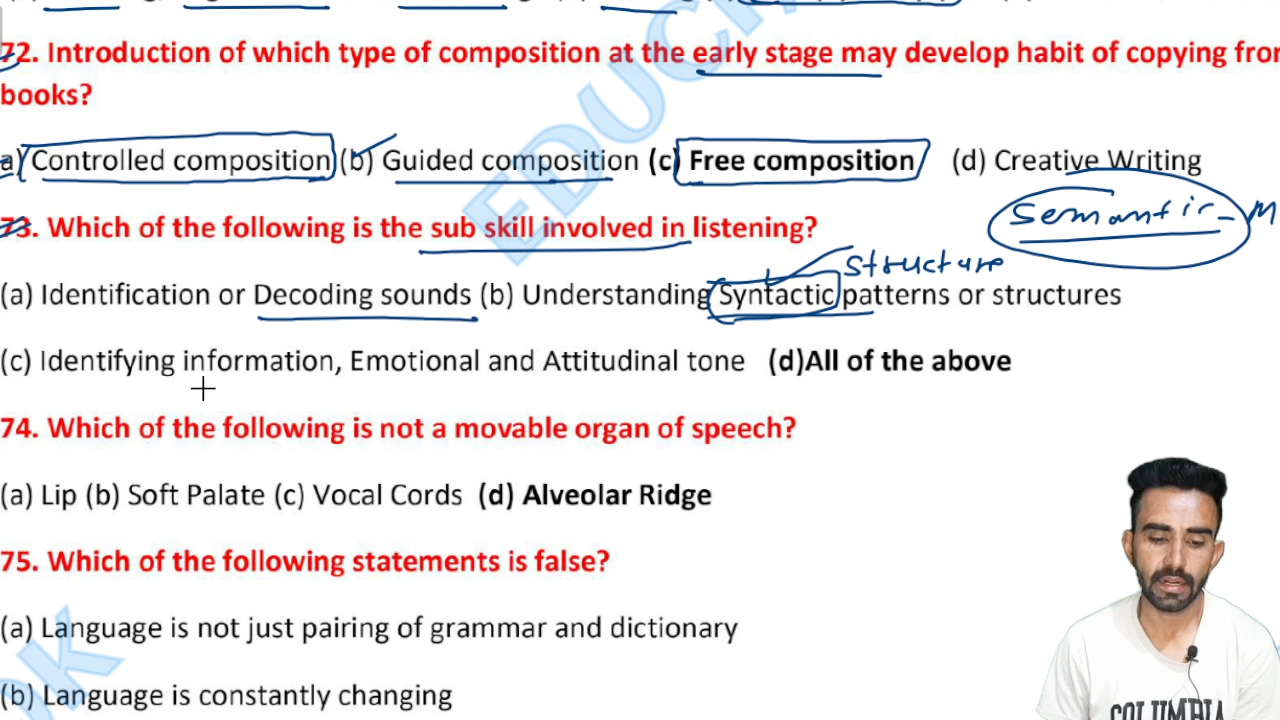 72. Introduction of which type of composition at the early stage may develop habit of copying from
books?
a) Controlled composition (b) Guided composition (c) Free composition (d) Creative Writing
Semantic - M
73. Which of the following is the sub skill involved in listening?
structure
(a) Identification or Decoding sounds (b) Understanding Syntactic patterns or structures
(c) Identifying information, Emotional and Attitudinal tone (d)All of the above
74. Which of the following is not a movable organ of speech?
(a) Lip (b) Soft Palate (c) Vocal Cords (d) Alveolar Ridge
75. Which of the following statements is false?
(a) Language is not just pairing of grammar and dictionary
(b) Language is constantly changing
COLUMBIA